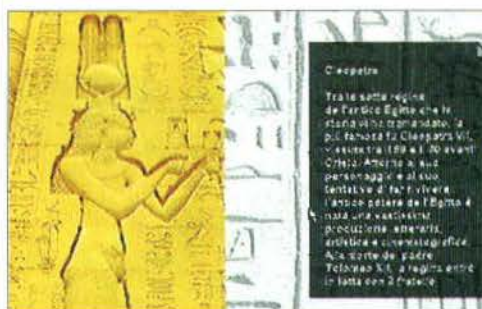 Cleopatra
Tra le sette regine
dell'antico Egitto che la
storia ci ha tramandato, la
più famosa fu Cleopatra VII,
vissuta tra il 69 e il 30 avanti
Cristo. Attorno al suo
personaggio e al suo
tentativo di far rivivere
l'antico potere dell'Egitto è
nata una vastissima
produzione letteraria,
artistica e cinematografica.
Alla morte del padre
Tolomeo XII, la regina entrò
in lotta con il fratello